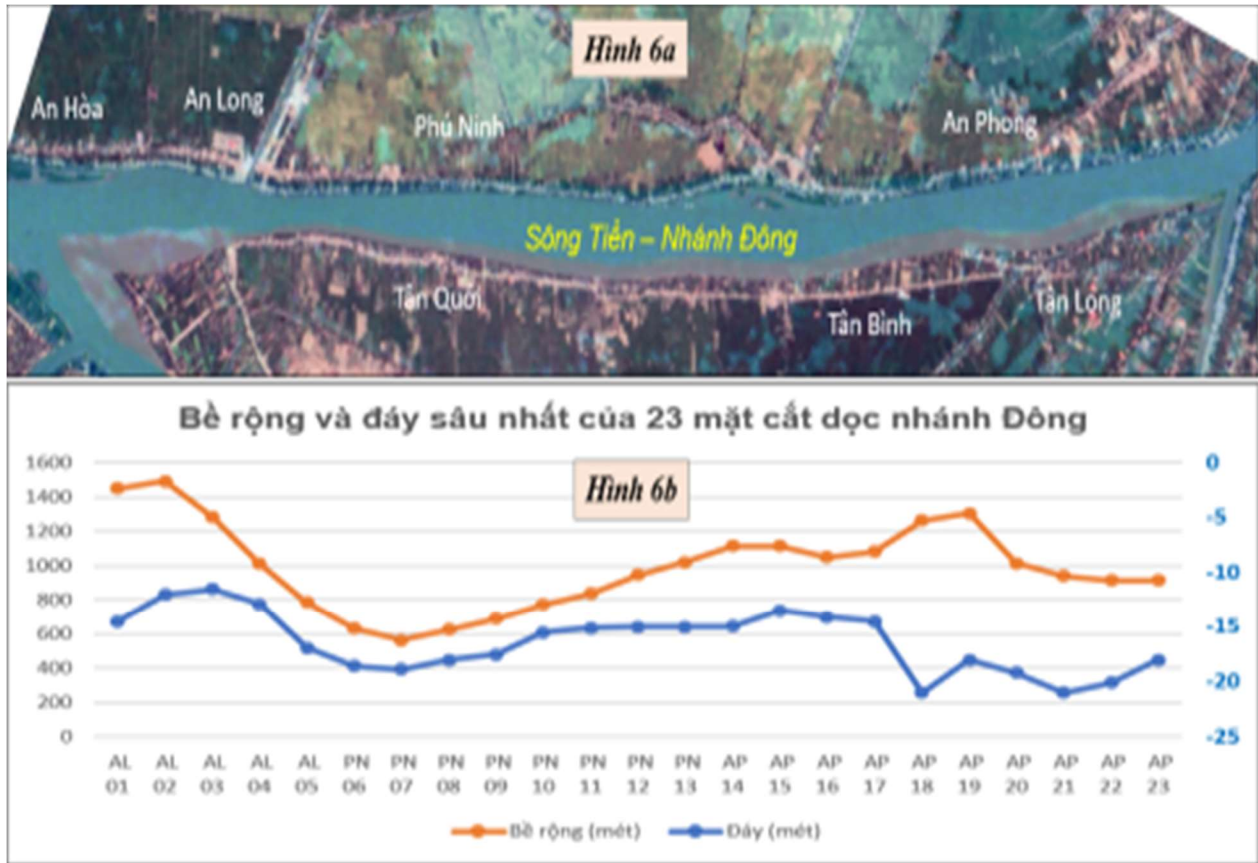 Hình 6a
An Hòa
An Long
Phú Ninh
An Phong
Sông Tiền – Nhánh Đông
Tân Quới
Tân Bình
Tân Long
Bề rộng và đáy sâu nhất của 23 mặt cắt dọc nhánh Đông
Hình 6b
1600
1400
1200
1000
800
600
400
200
0
0
-5
-10
-15
-20
-25
AL 01
AL 02
AL 03
AL 04
AL 05
PN 06
PN 07
PN 08
PN 09
PN 10
PN 11
PN 12
PN 13
AP 14
AP 15
AP 16
AP 17
AP 18
AP 19
AP 20
AP 21
AP 22
AP 23
Bề rộng (mét)
Đáy (mét)